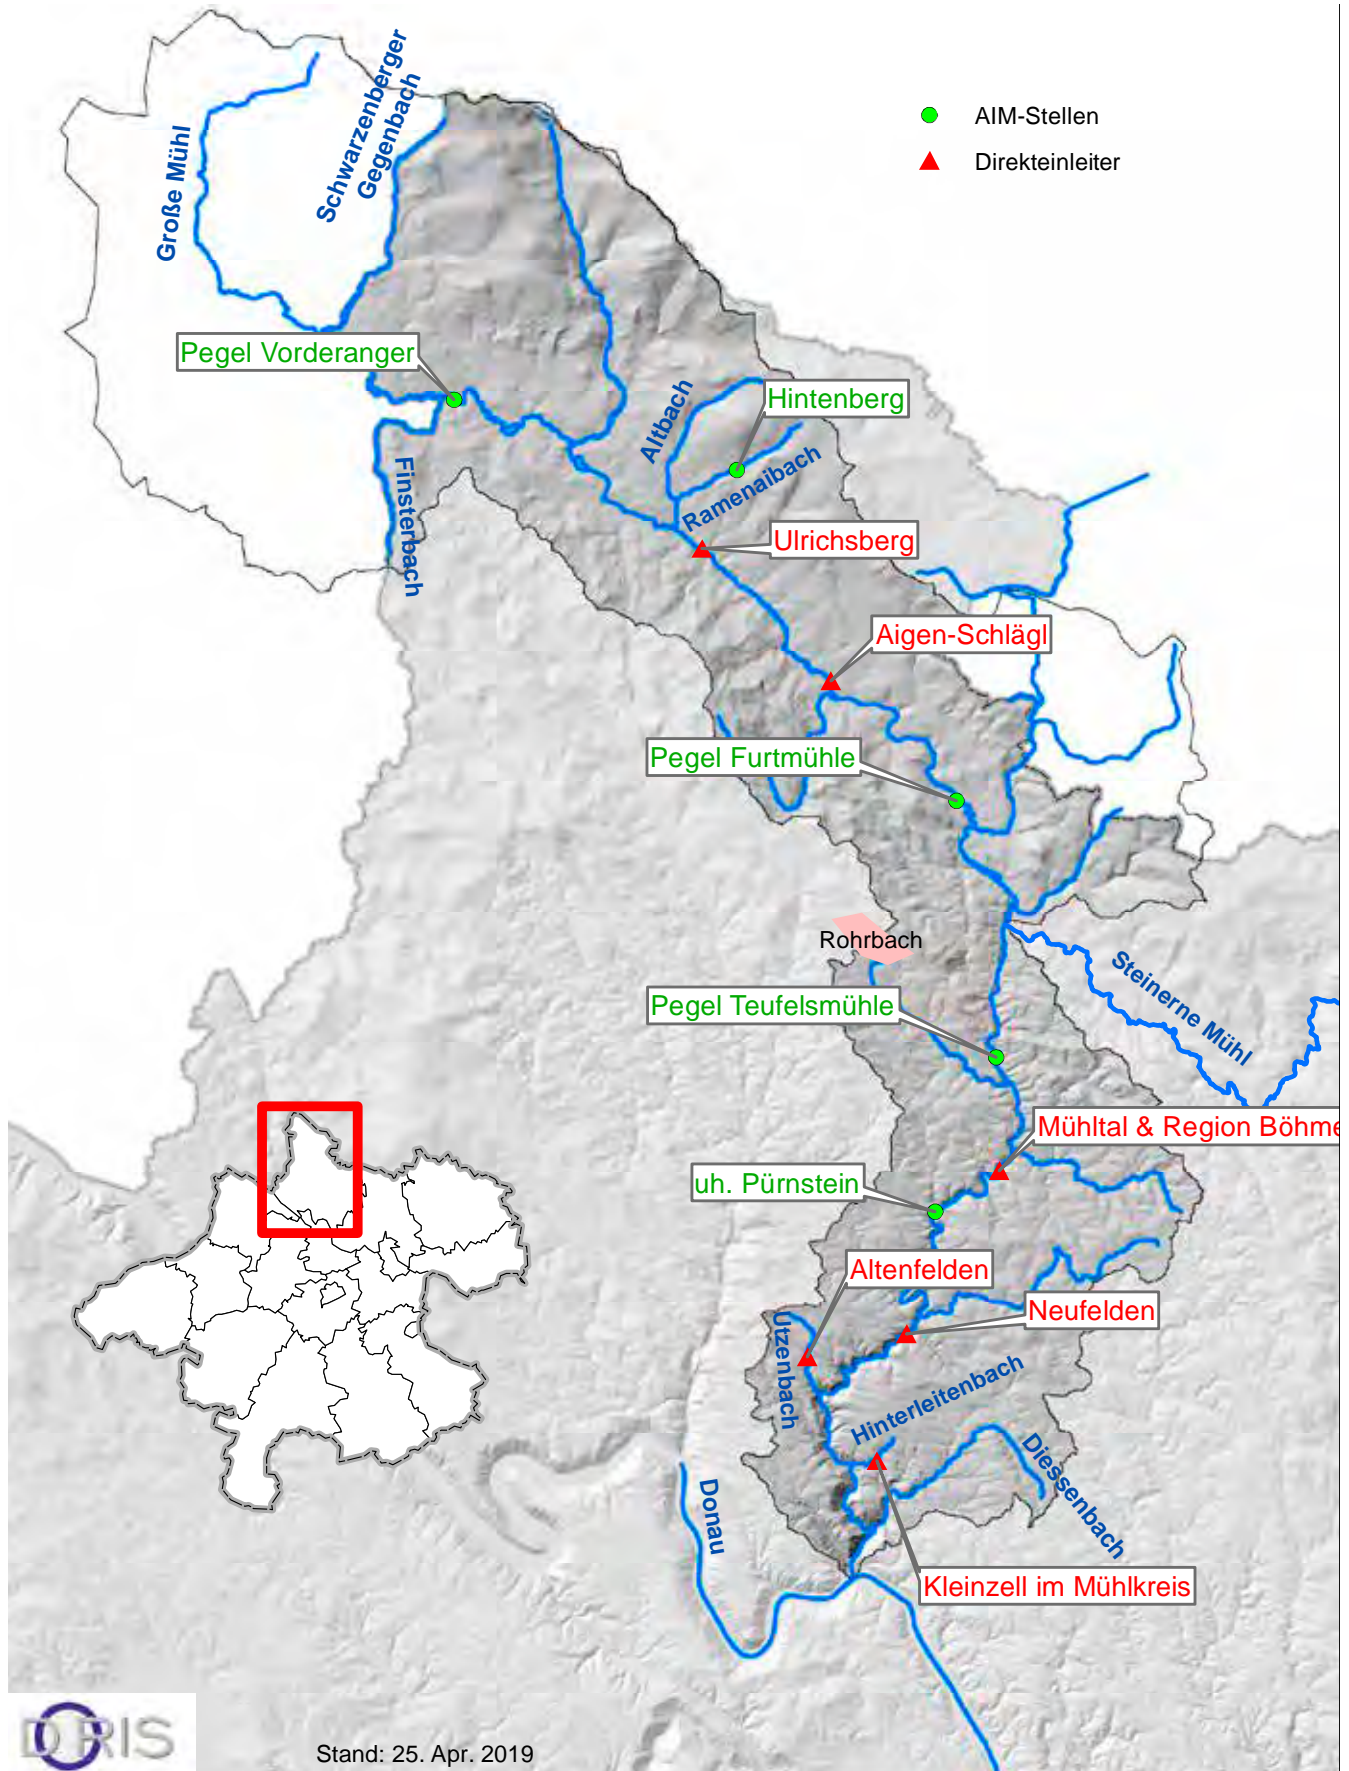 AIM-Stellen
Direkteinleiter
Große Mühl
Schwarzenberger
Gegenbach
Pegel Vorderanger
Hintenberg
Altbach
Ramenaibach
Finsterbach
Ulrichsberg
Aigen-Schlägl
Pegel Furtmühle
Rohrbach
Steinerne Mühl
Pegel Teufelsmühle
Mühltal & Region Böhme
uh. Pürnstein
Altenfelden
Neufelden
Utzenbach
Hinterleitenbach
Diessenbach
Donau
Kleinzell im Mühlkreis
DORIS
Stand: 25. Apr. 2019